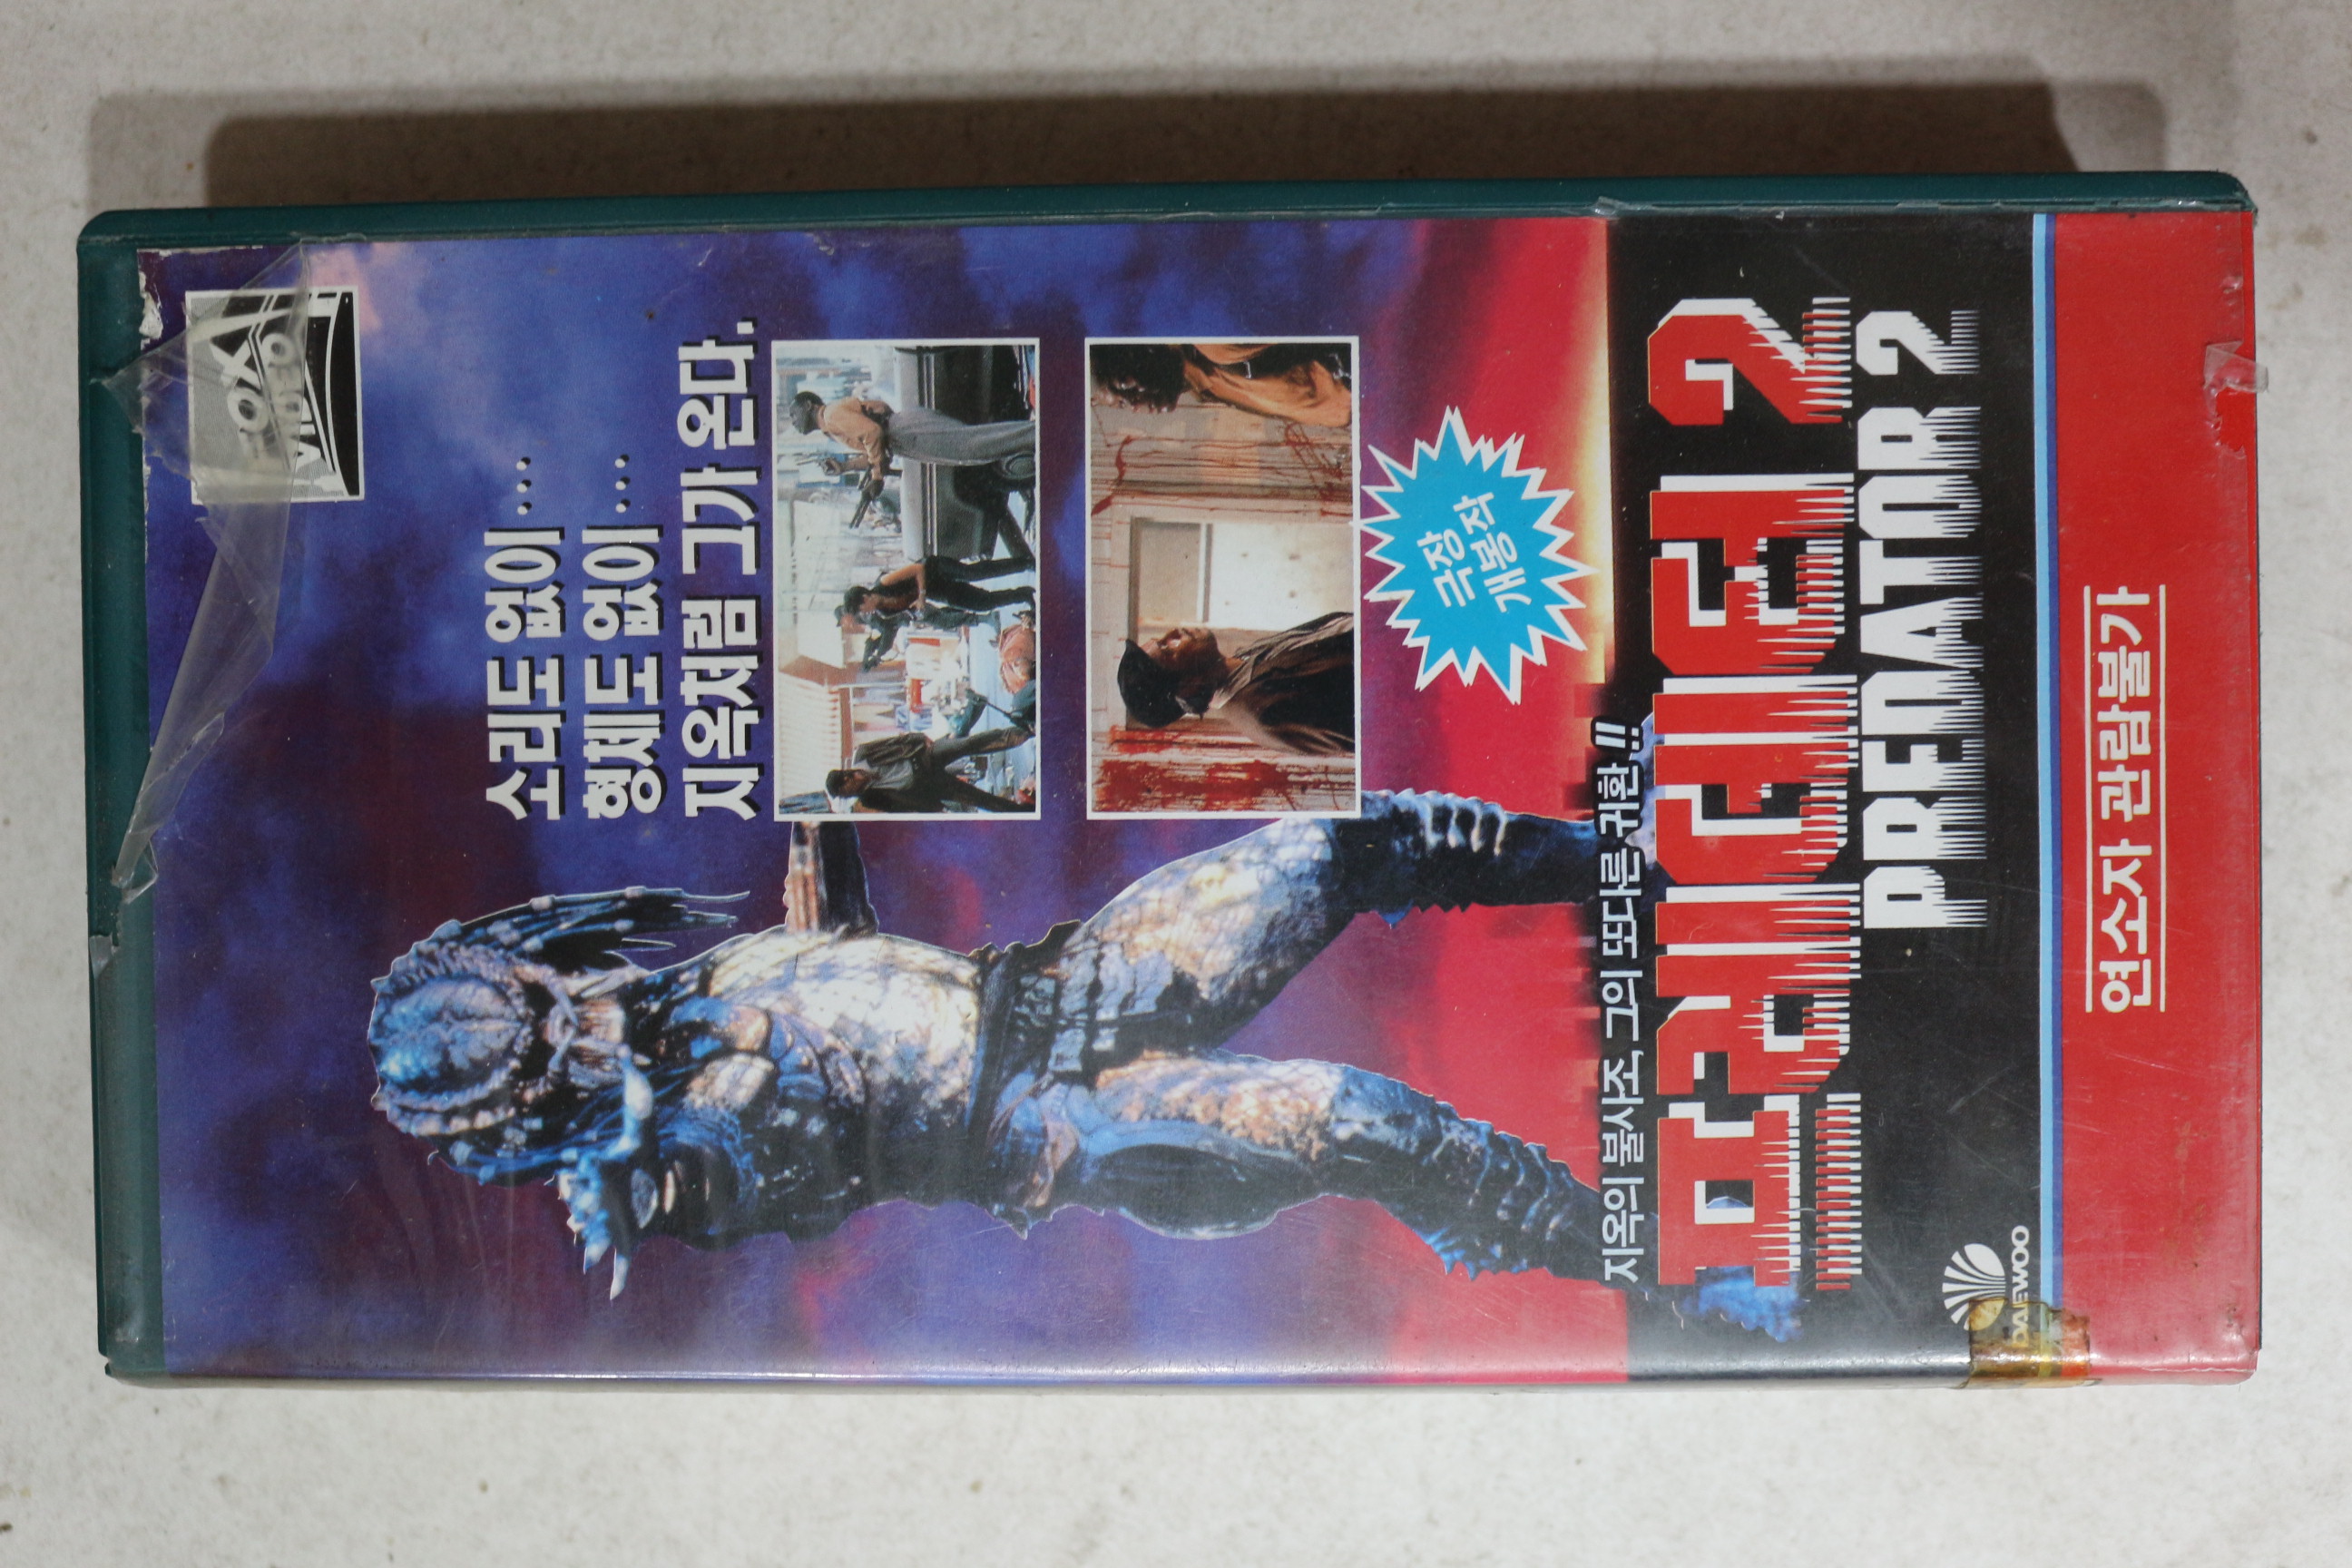 FOX
VIDEO
소리도 없이…
형체도 없이…
지옥처럼 그가 온다.
극장
개봉작
지옥의 불사조, 그의 또다른 귀환!!
프레데터 2
PREDATOR 2
DAEWOO
연소자 관람불가